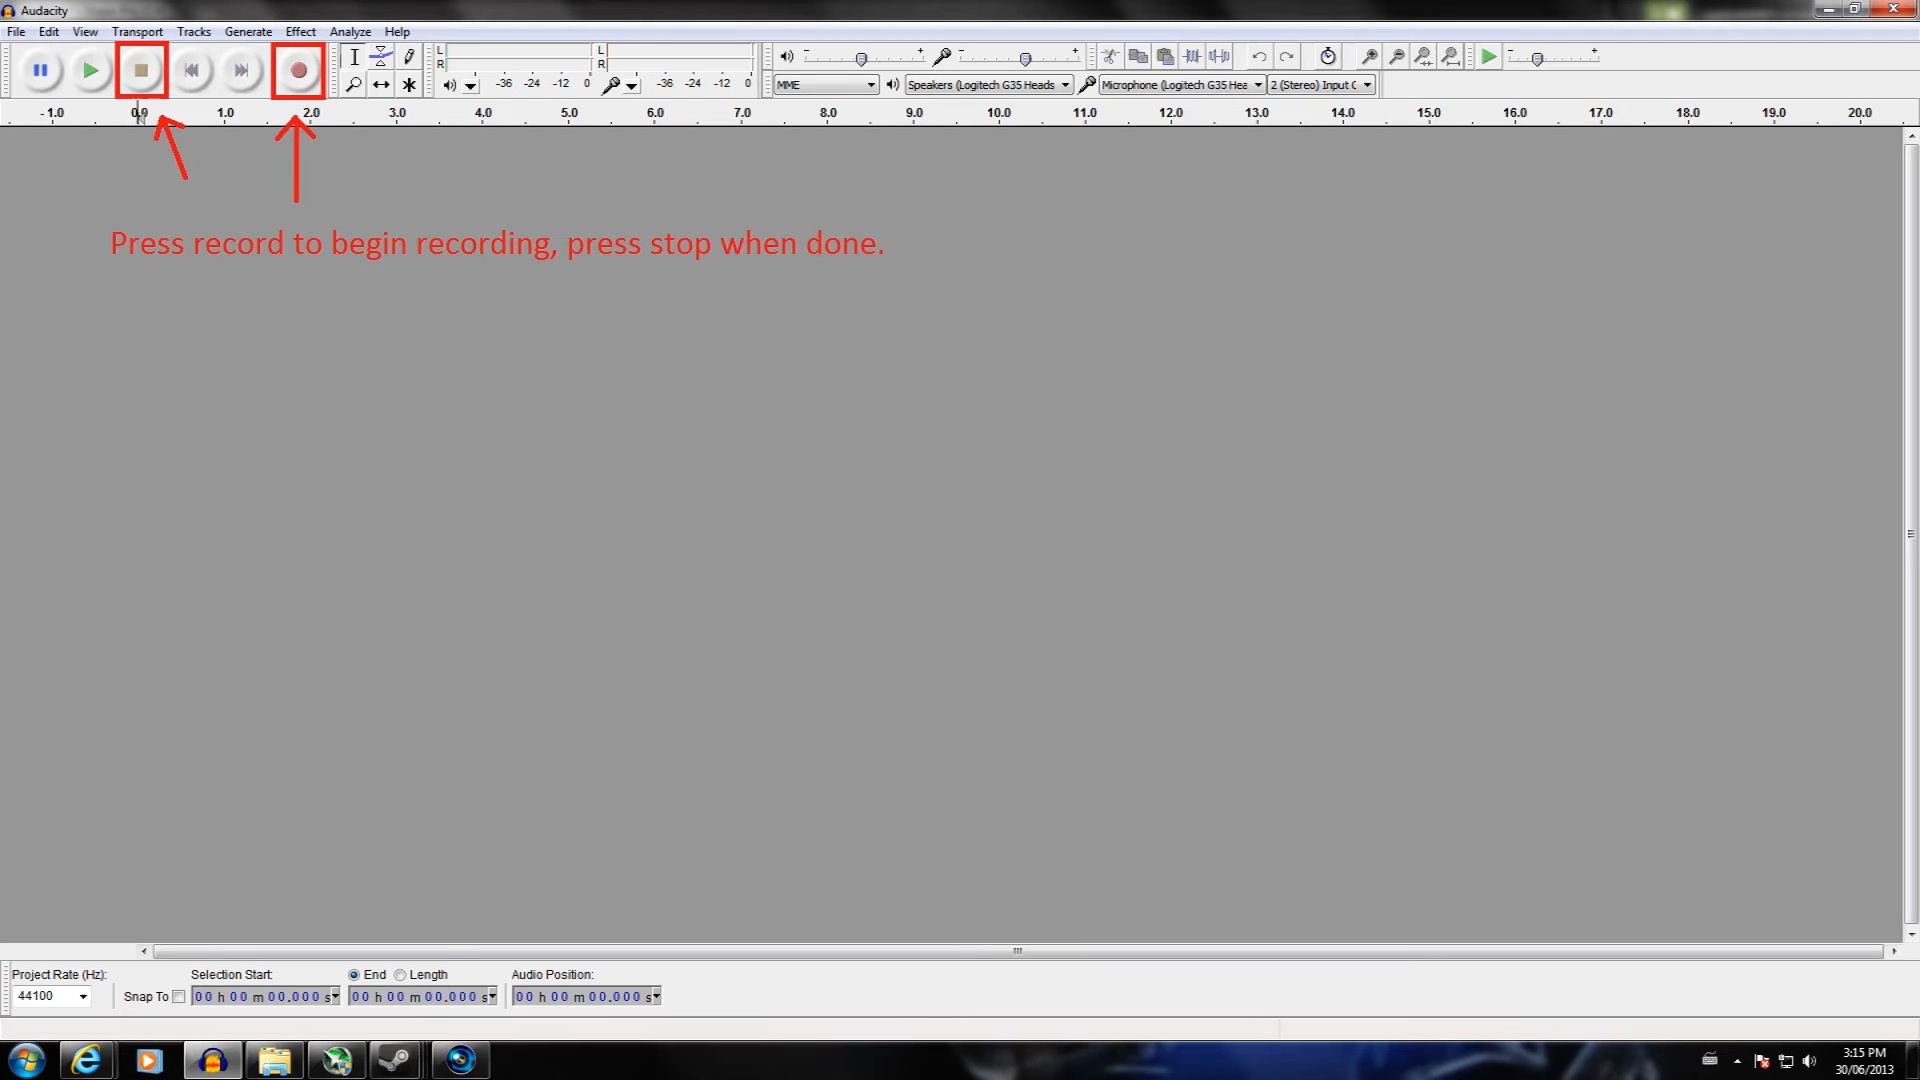 Audacity
File Edit View Transport Tracks Generate Effect Analyze Help
L
R
L
R
-36 -24 -12 0 -36 -24 -12 0
MME Speakers (Logitech G35 Heads Microphone (Logitech G35 Hea 2 (Stereo) Input C
- 1.0 0.0 1.0 2.0 3.0 4.0 5.0 6.0 7.0 8.0 9.0 10.0 11.0 12.0 13.0 14.0 15.0 16.0 17.0 18.0 19.0 20.0
Press record to begin recording, press stop when done.
Project Rate (Hz): Selection Start: End Length Audio Position:
44100 Snap To 00 h 00 m 00.000 s 00 h 00 m 00.000 s 00 h 00 m 00.000 s
3:15 PM
30/06/2013